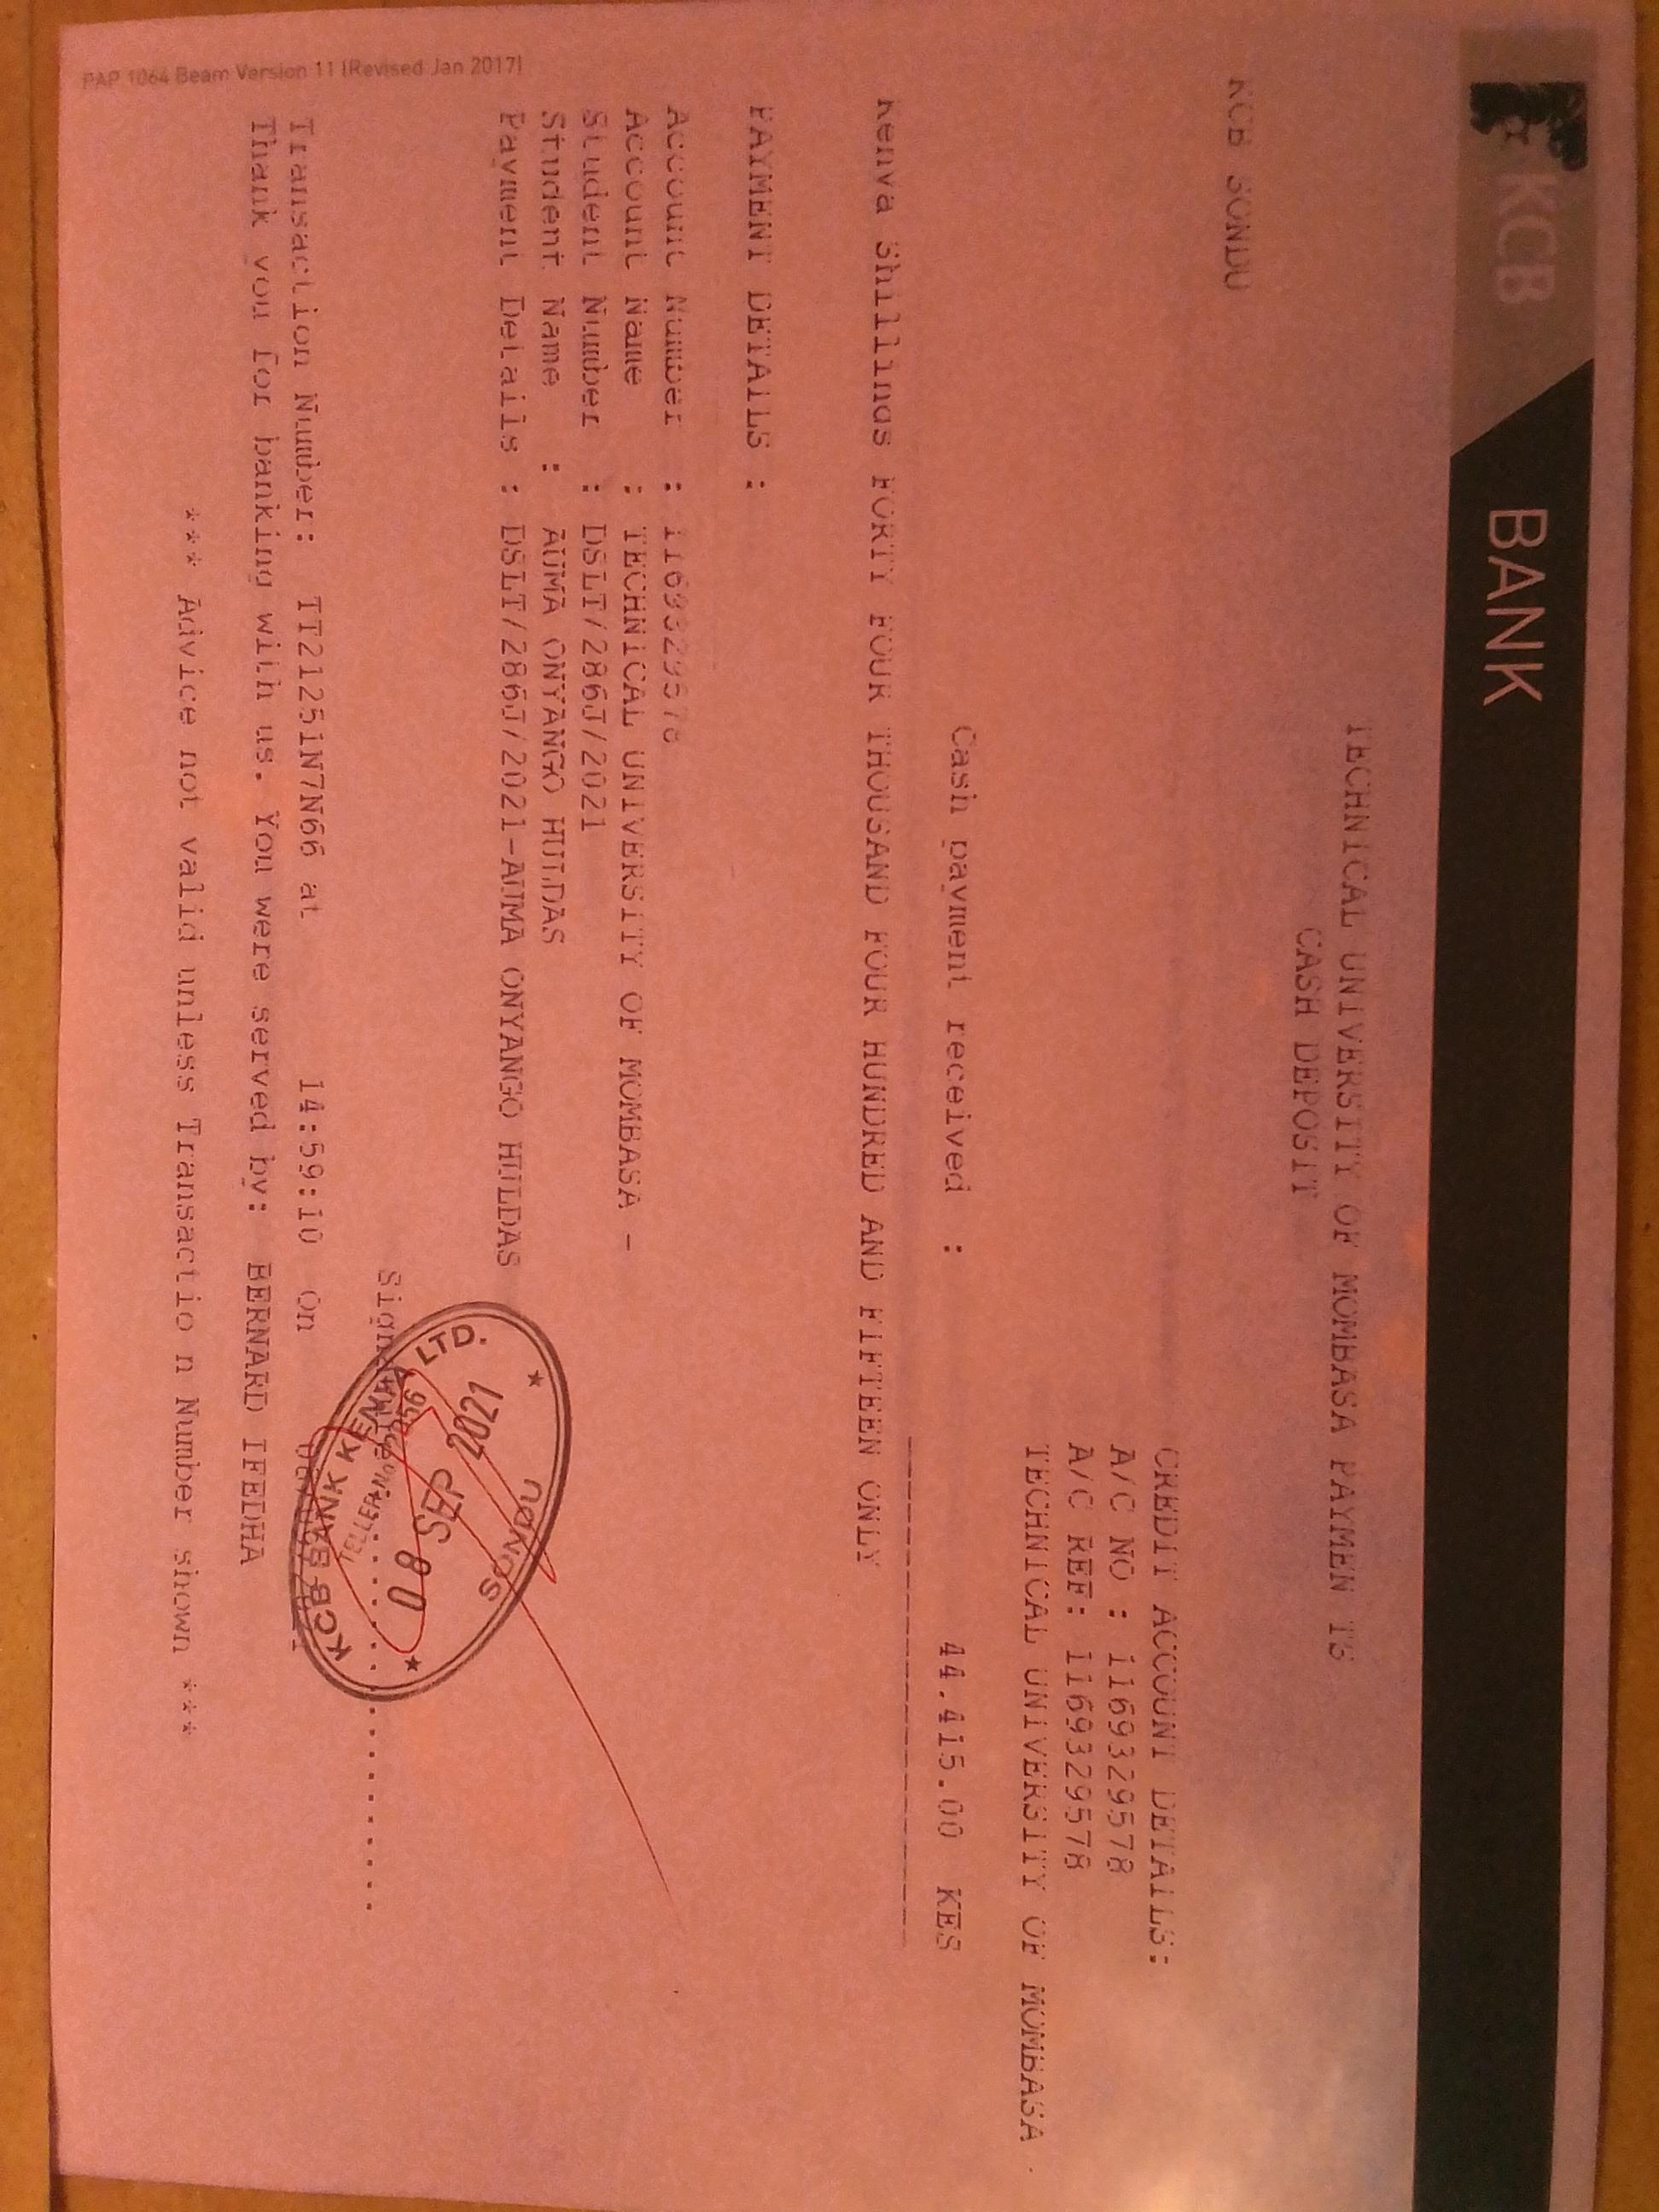 KCB BANK
TECHNICAL UNIVERSITY OF MOMBASA PAYMEN TS
CASH DEPOSIT
KCB SONDU
CREDIT ACCOUNT DETAILS:
A/C NO : 1169329578
A/C REF: 1169329578
TECHNICAL UNIVERSITY OF MOMBASA
Cash payment received : 44.415.00 KES
Kenya Shillings FORTY FOUR THOUSAND FOUR HUNDRED AND FIFTEEN ONLY
PAYMENT DETAILS :
Account Number : 1169329578
Account Name : TECHNICAL UNIVERSITY OF MOMBASA -
Student Number : DSLT/286J/2021
Student Name : AUMA ONYANGO HULDAS
Payment Details : DSLT/286J/2021-AUMA ONYANGO HULDAS
Signature
KCB BANK KENYA LTD.
TELLER
08 SEP 2021
SONDU
Transaction Number: TT21251N7N66 at 14:59:10 On
Thank you for banking with us. You were served by: BERNARD IFEDHA
*** Advice not valid unless Transactio n Number shown ***
PAP 1064 Beam Version 11 (Revised Jan 2017)